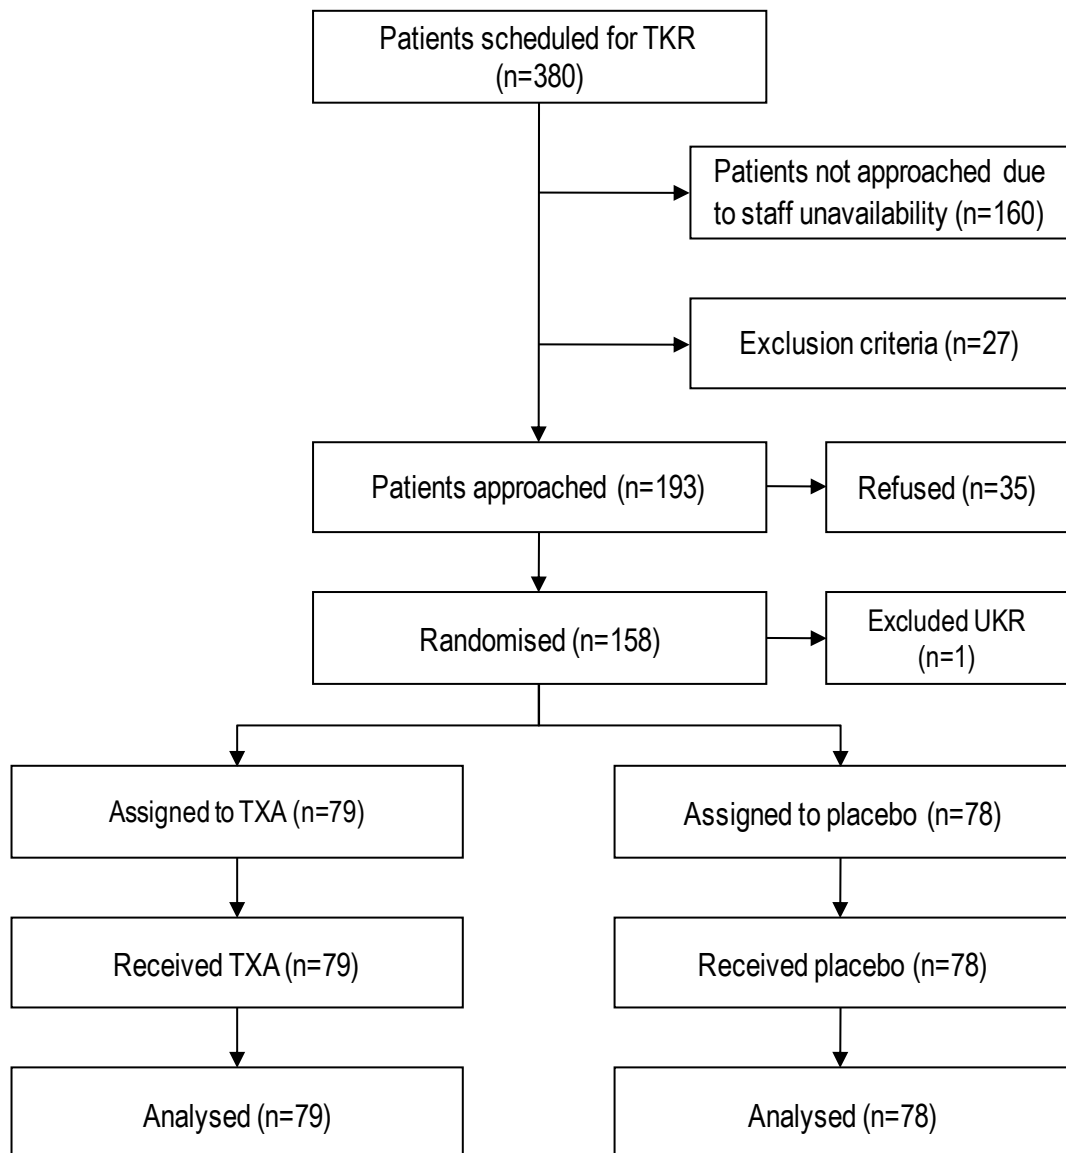 Patients scheduled for TKR
(n=380)
Patients not approached due
to staff unavailability (n=160)
Exclusion criteria (n=27)
Patients approached (n=193)
Refused (n=35)
Randomised (n=158)
Excluded UKR
(n=1)
Assigned to TXA (n=79)
Assigned to placebo (n=78)
Received TXA (n=79)
Received placebo (n=78)
Analysed (n=79)
Analysed (n=78)